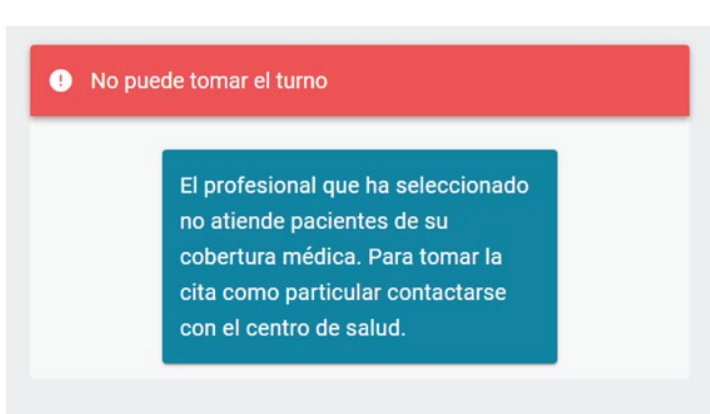 No puede tomar el turno
El profesional que ha seleccionado
no atiende pacientes de su
cobertura médica. Para tomar la
cita como particular contactarse
con el centro de salud.